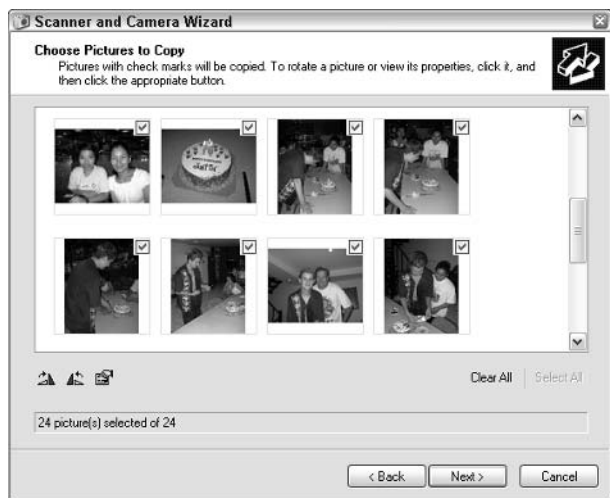 Scanner and Camera Wizard
Choose Pictures to Copy
Pictures with check marks will be copied. To rotate a picture or view its properties, click it, and
then click the appropriate button.
Clear All
Select All
24 picture(s) selected of 24
< Back
Next >
Cancel